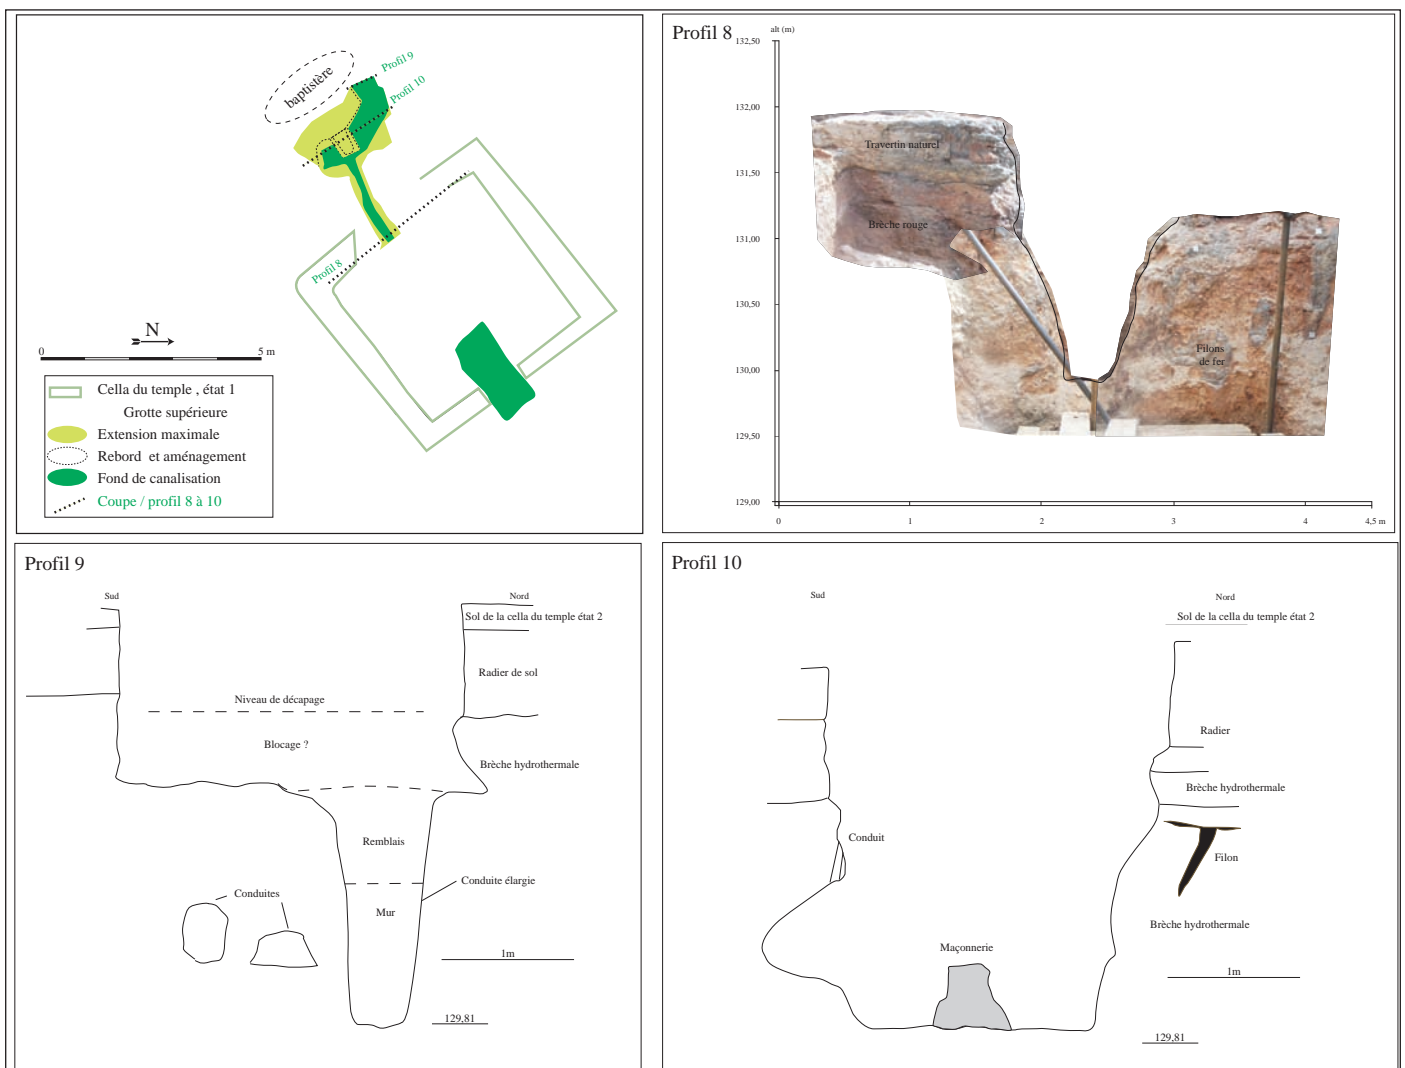 baptistère
Profil 9
Profil 10
Profil 8
N
0
5 m
Cella du temple , état 1
Grotte supérieure
Extension maximale
Rebord et aménagement
Fond de canalisation
Coupe / profil 8 à 10
Profil 8
alt (m)
132,50
132,00
131,50
131,00
130,50
130,00
129,50
129,00
Travertin naturel
Brèche rouge
Filons
de fer
0
1
2
3
4
4,5 m
Profil 9
Sud
Nord
Sol de la cella du temple état 2
Radier de sol
Niveau de décapage
Blocage ?
Brèche hydrothermale
Remblais
Conduite élargie
Conduites
Mur
1m
129,81
Profil 10
Sud
Nord
Sol de la cella du temple état 2
Radier
Brèche hydrothermale
Conduit
Filon
Brèche hydrothermale
Maçonnerie
1m
129,81